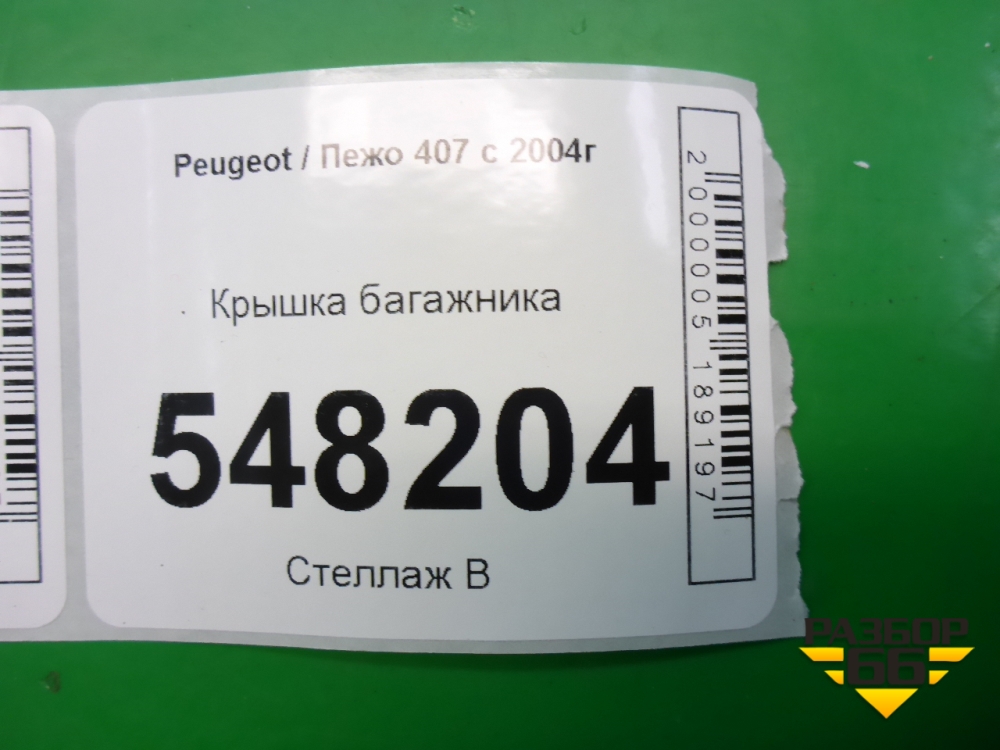 Peugeot / Пежо 407 с 2004г
Крышка багажника
548204
Стеллаж В
2000005189197
РАЗБОР
66